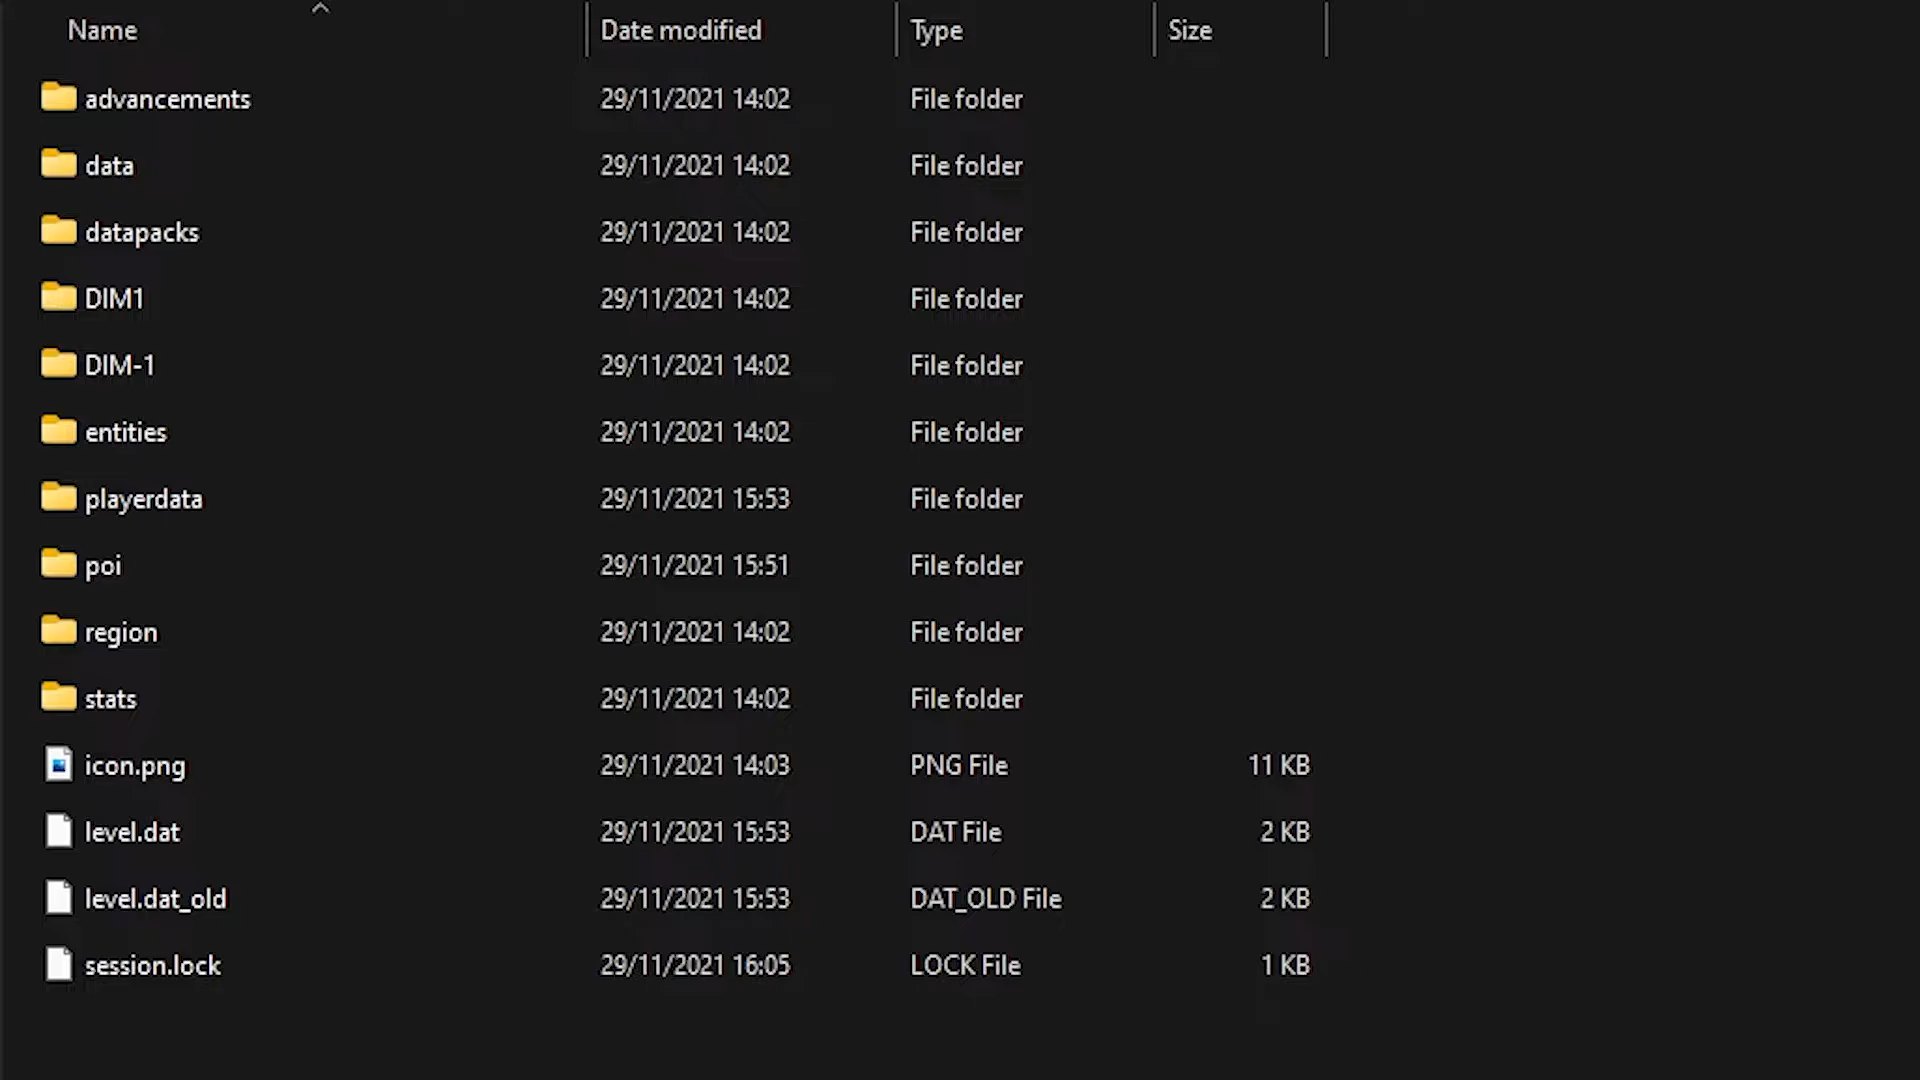 Name Date modified Type Size
advancements 29/11/2021 14:02 File folder
data 29/11/2021 14:02 File folder
datapacks 29/11/2021 14:02 File folder
DIM1 29/11/2021 14:02 File folder
DIM-1 29/11/2021 14:02 File folder
entities 29/11/2021 14:02 File folder
playerdata 29/11/2021 15:53 File folder
poi 29/11/2021 15:51 File folder
region 29/11/2021 14:02 File folder
stats 29/11/2021 14:02 File folder
icon.png 29/11/2021 14:03 PNG File 11 KB
level.dat 29/11/2021 15:53 DAT File 2 KB
level.dat_old 29/11/2021 15:53 DAT_OLD File 2 KB
session.lock 29/11/2021 16:05 LOCK File 1 KB